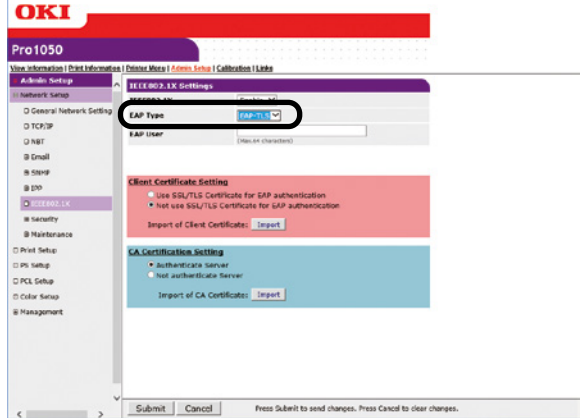 OKI
Pro1050
View Information | Print Information | Printer Menu | Admin Setup | Calibration | Links
Admin Setup
Network Setup
General Network Setting
TCP/IP
NBT
Email
SNMP
IPP
IEEE802.1X
Security
Maintenance
Print Setup
PS Setup
PCL Setup
Color Setup
Management
IEEE802.1X Settings
IEEE802.1X Enable
EAP Type EAP-TLS
EAP User
(Max.64 characters)
Client Certificate Setting
Use SSL/TLS Certificate for EAP authentication
Not use SSL/TLS Certificate for EAP authentication
Import of Client Certificate: Import
CA Certification Setting
Authenticate Server
Not authenticate Server
Import of CA Certificate: Import
Submit Cancel Press Submit to send changes. Press Cancel to clear changes.